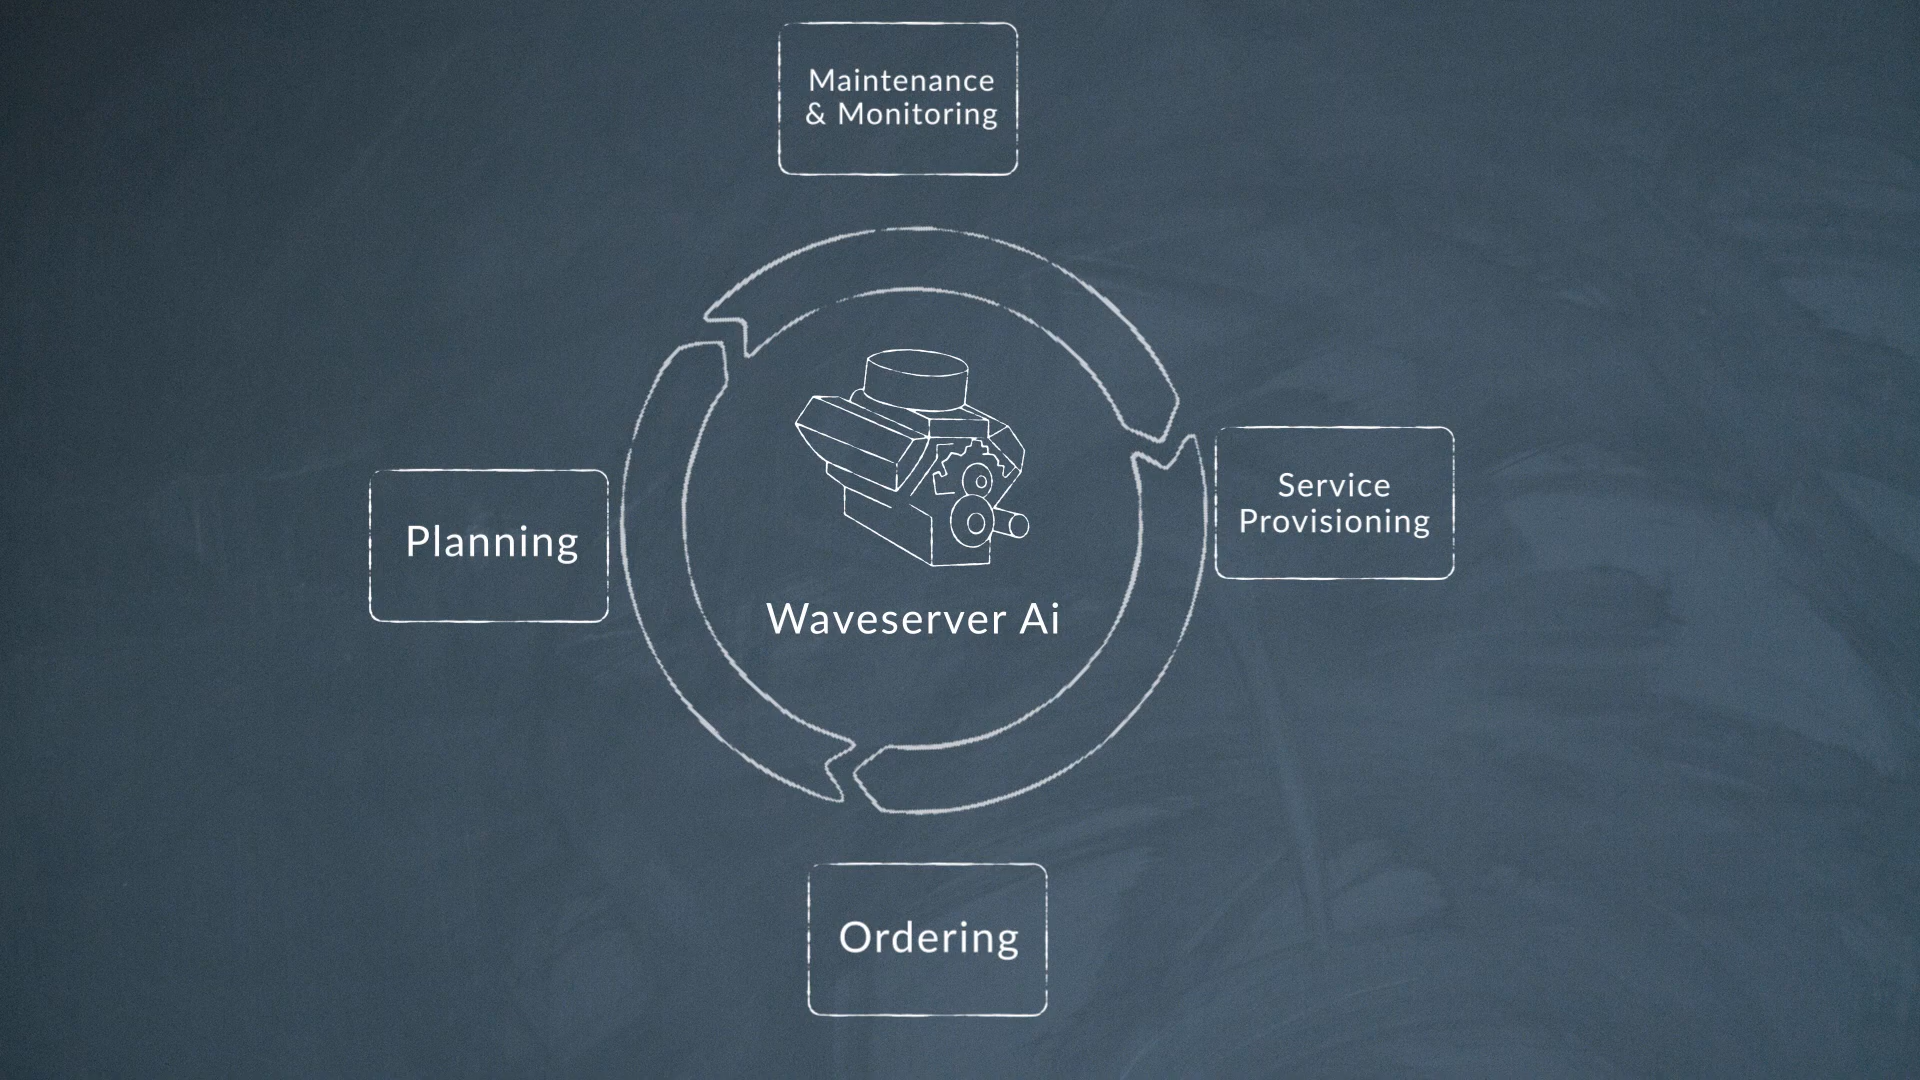 Maintenance
& Monitoring
Service
Provisioning
Planning
Waveserver Ai
Ordering